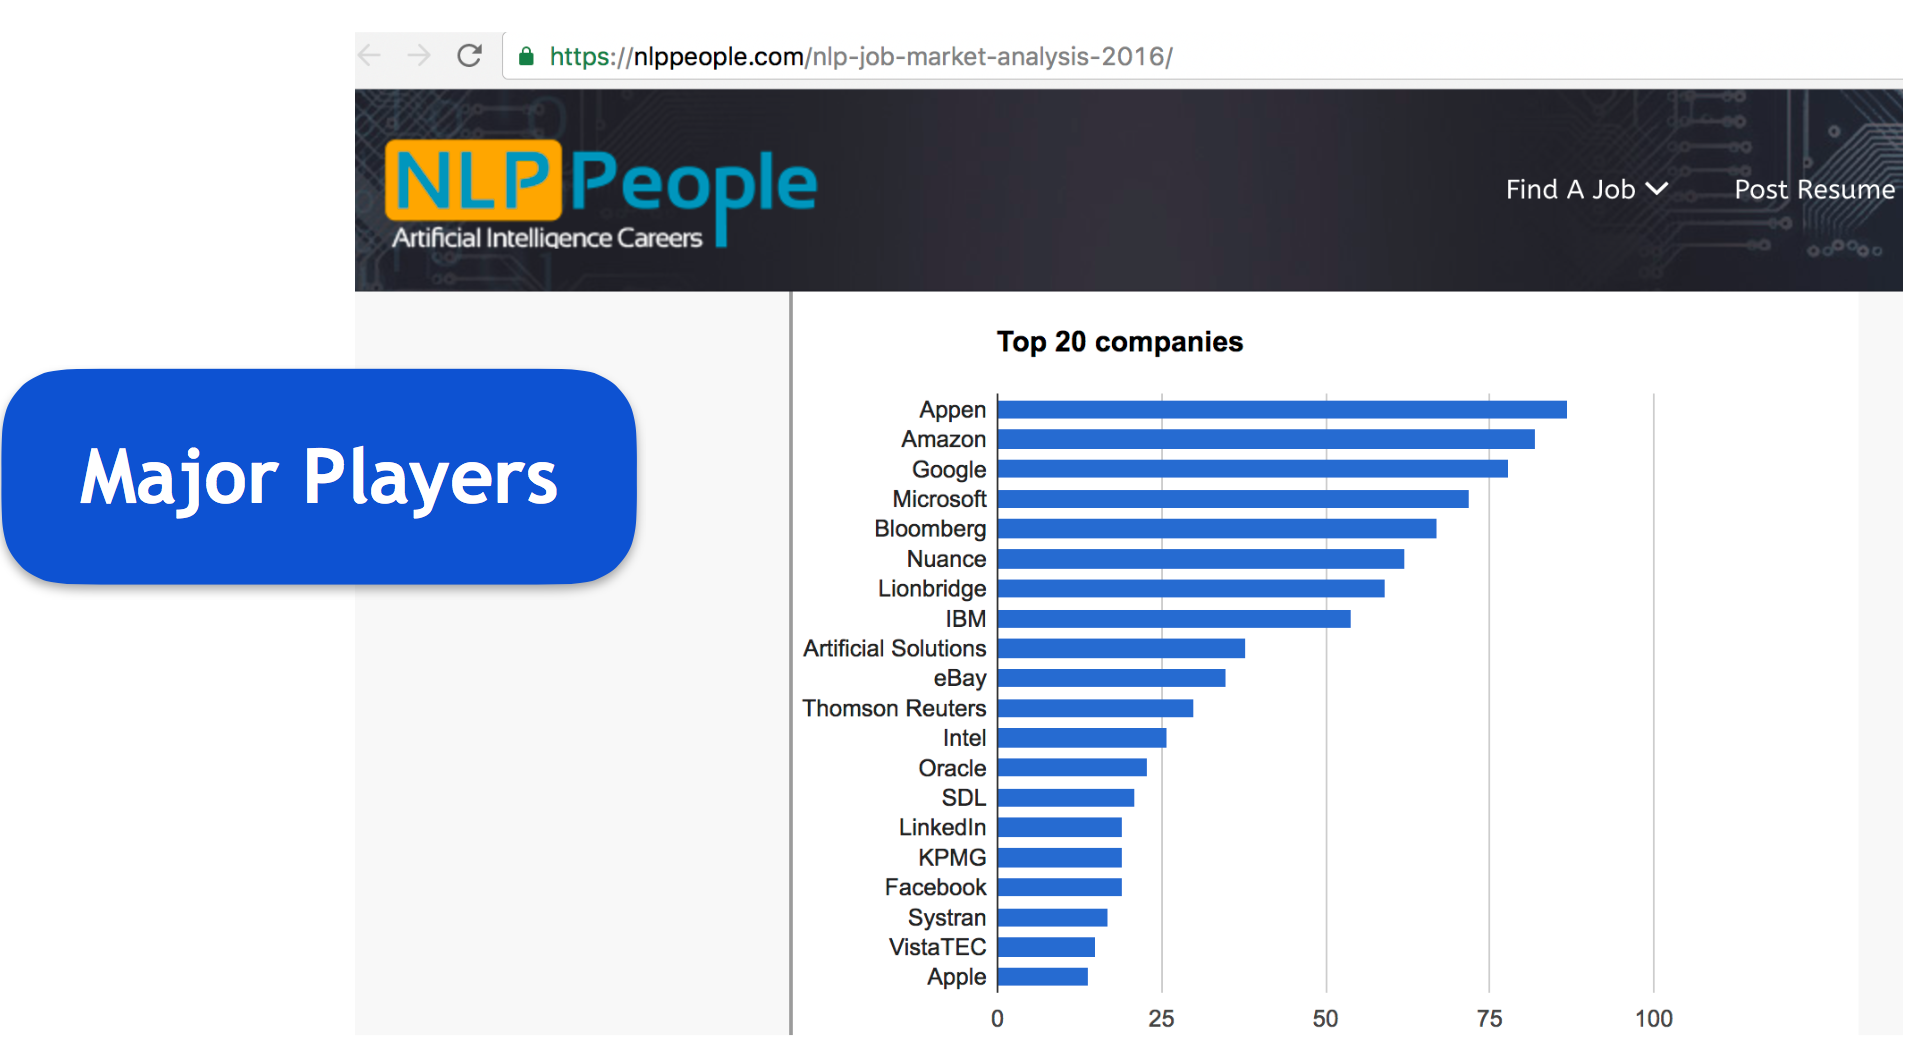 https://nlppeople.com/nlp-job-market-analysis-2016/
NLP People
Artificial Intelligence Careers
Find A Job
Post Resume
Major Players
Top 20 companies
Appen
Amazon
Google
Microsoft
Bloomberg
Nuance
Lionbridge
IBM
Artificial Solutions
eBay
Thomson Reuters
Intel
Oracle
SDL
LinkedIn
KPMG
Facebook
Systran
VistaTEC
Apple
0 25 50 75 100